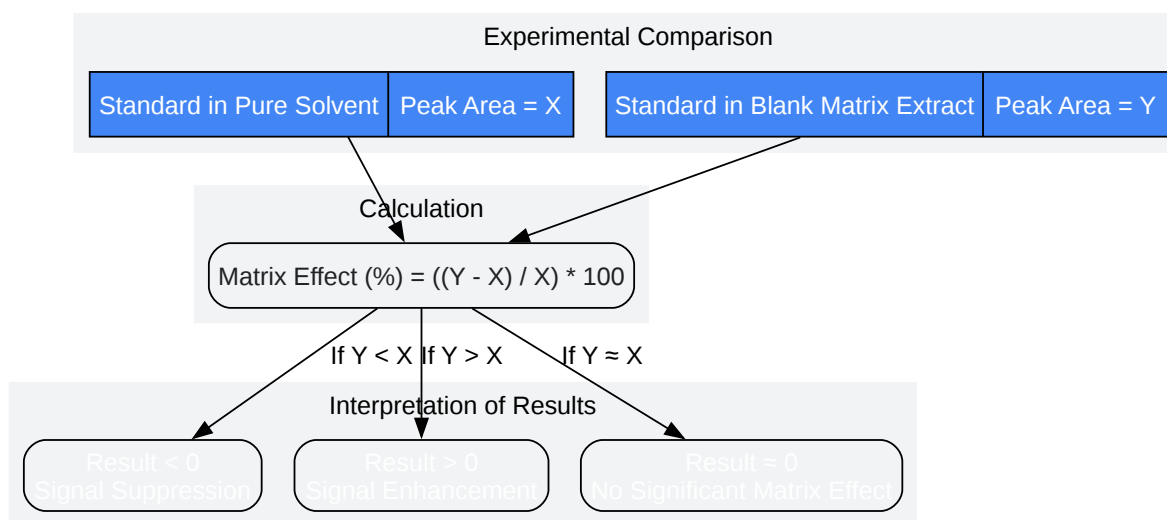 Experimental Comparison
Standard in Pure Solvent
Peak Area = X
Standard in Blank Matrix Extract
Peak Area = Y
Calculation
Matrix Effect (%) = ((Y - X) / X) * 100
If Y < X
If Y > X
If Y ≈ X
Interpretation of Results
Result < 0
Signal Suppression
Result > 0
Signal Enhancement
Result ≈ 0
No Significant Matrix Effect